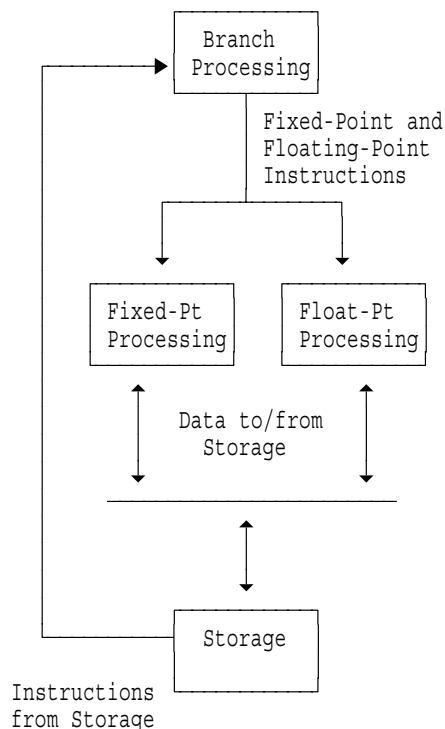 Branch
Processing
Fixed-Point and
Floating-Point
Instructions
Fixed-Pt
Processing
Float-Pt
Processing
Data to/from
Storage
Storage
Instructions
from Storage